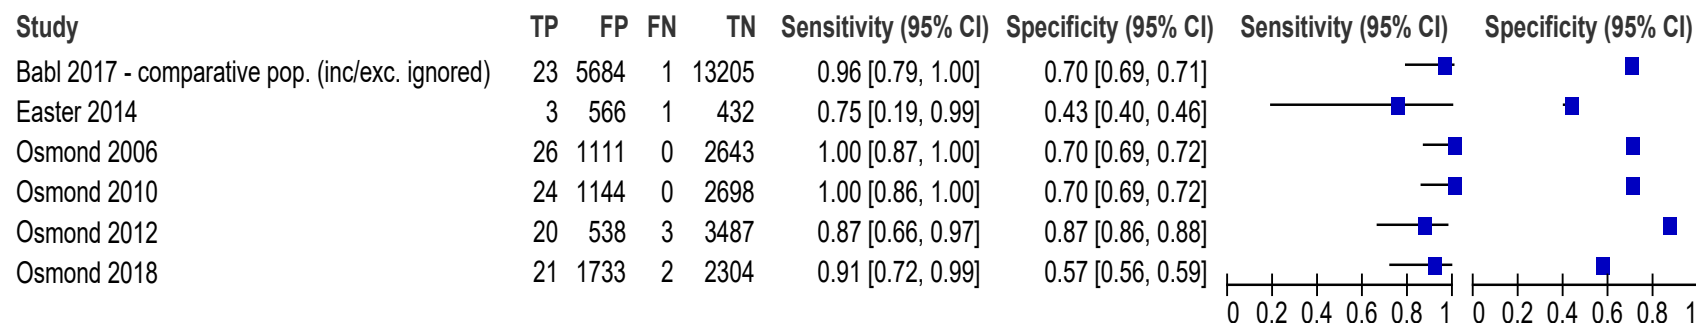 Study TP FP FN TN Sensitivity (95% CI) Specificity (95% CI) Sensitivity (95% CI) Specificity (95% CI)
Babl 2017 - comparative pop. (inc/exc. ignored) 23 5684 1 13205 0.96 [0.79, 1.00] 0.70 [0.69, 0.71]
Easter 2014 3 566 1 432 0.75 [0.19, 0.99] 0.43 [0.40, 0.46]
Osmond 2006 26 1111 0 2643 1.00 [0.87, 1.00] 0.70 [0.69, 0.72]
Osmond 2010 24 1144 0 2698 1.00 [0.86, 1.00] 0.70 [0.69, 0.72]
Osmond 2012 20 538 3 3487 0.87 [0.66, 0.97] 0.87 [0.86, 0.88]
Osmond 2018 21 1733 2 2304 0.91 [0.72, 0.99] 0.57 [0.56, 0.59]
0 0.2 0.4 0.6 0.8 1 0 0.2 0.4 0.6 0.8 1